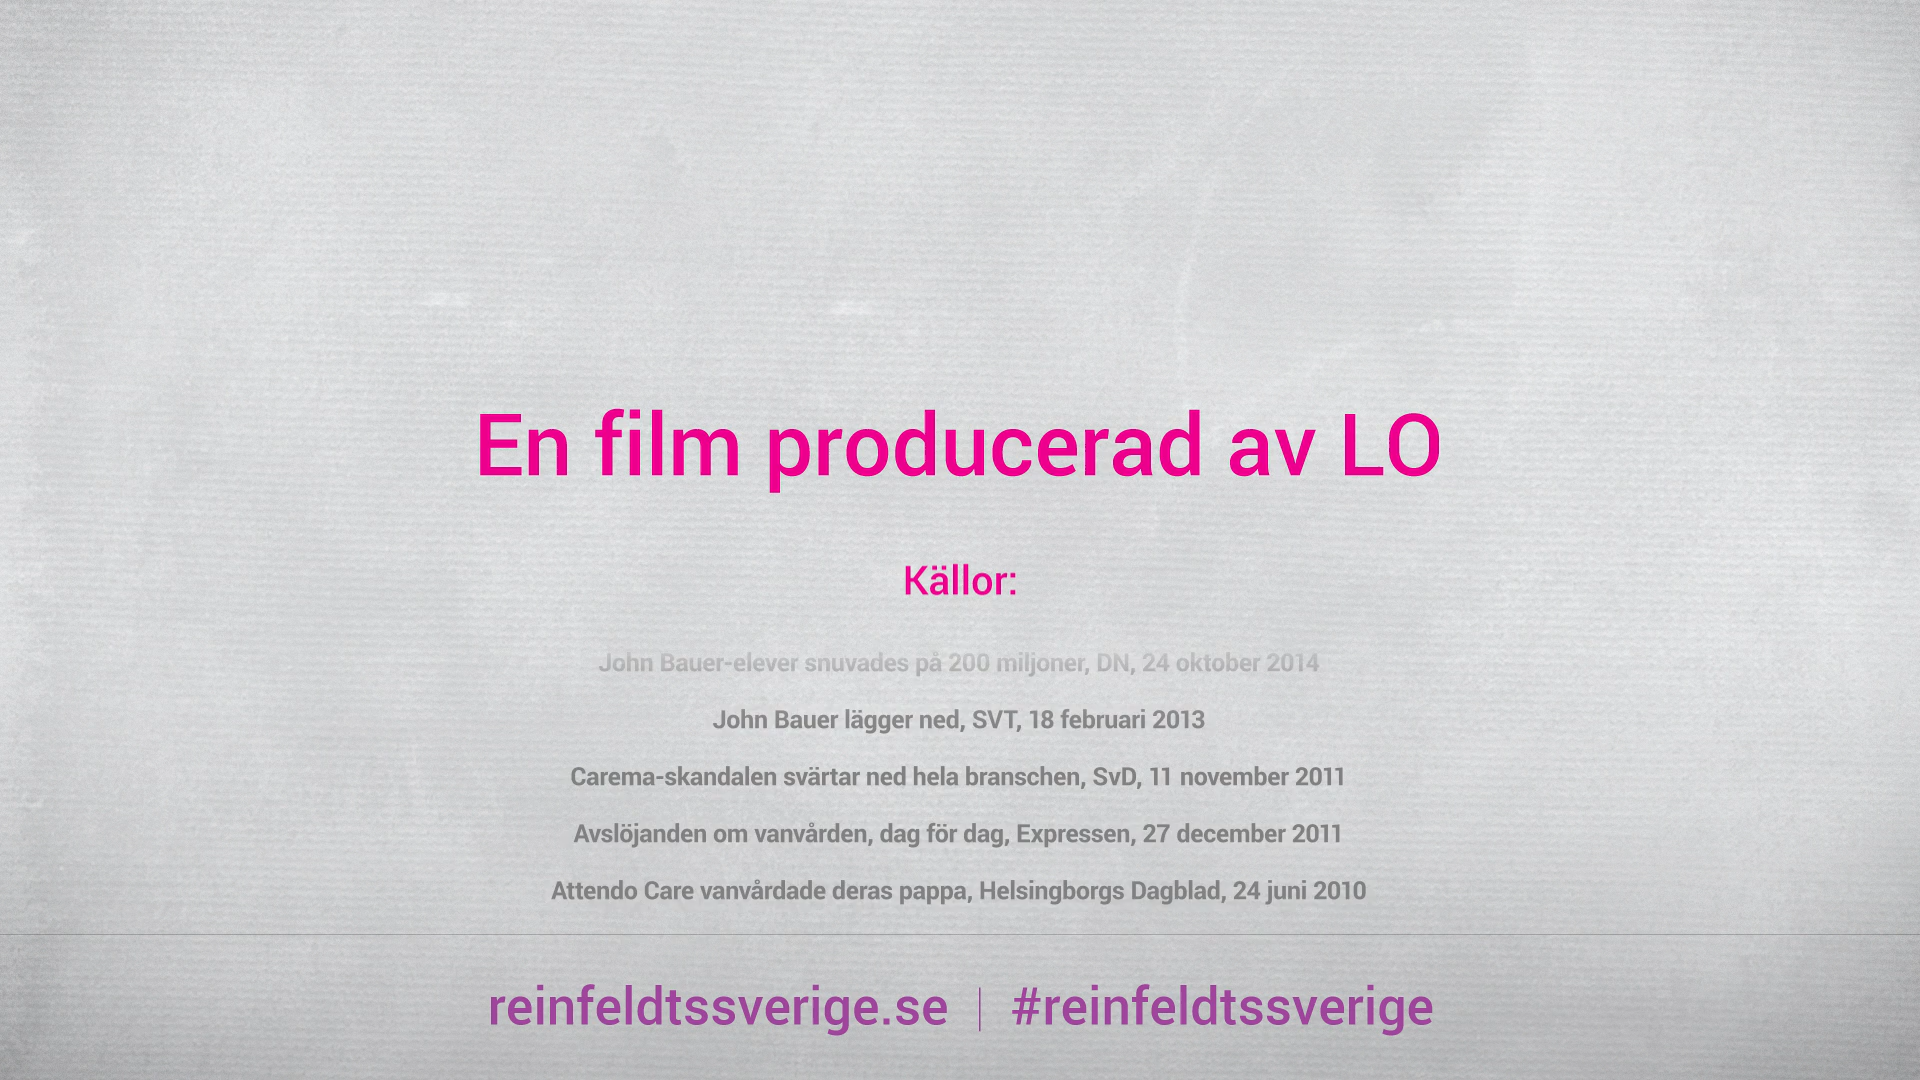 En film producerad av LO
Källor:
John Bauer-elever snuvades på 200 miljoner, DN, 24 oktober 2014
John Bauer lägger ned, SVT, 18 februari 2013
Carema-skandalen svärtar ned hela branschen, SvD, 11 november 2011
Avslöjanden om vanvården, dag för dag, Expressen, 27 december 2011
Attendo Care vanvårdade deras pappa, Helsingborgs Dagblad, 24 juni 2010
reinfeldtssverige.se | #reinfeldtssverige